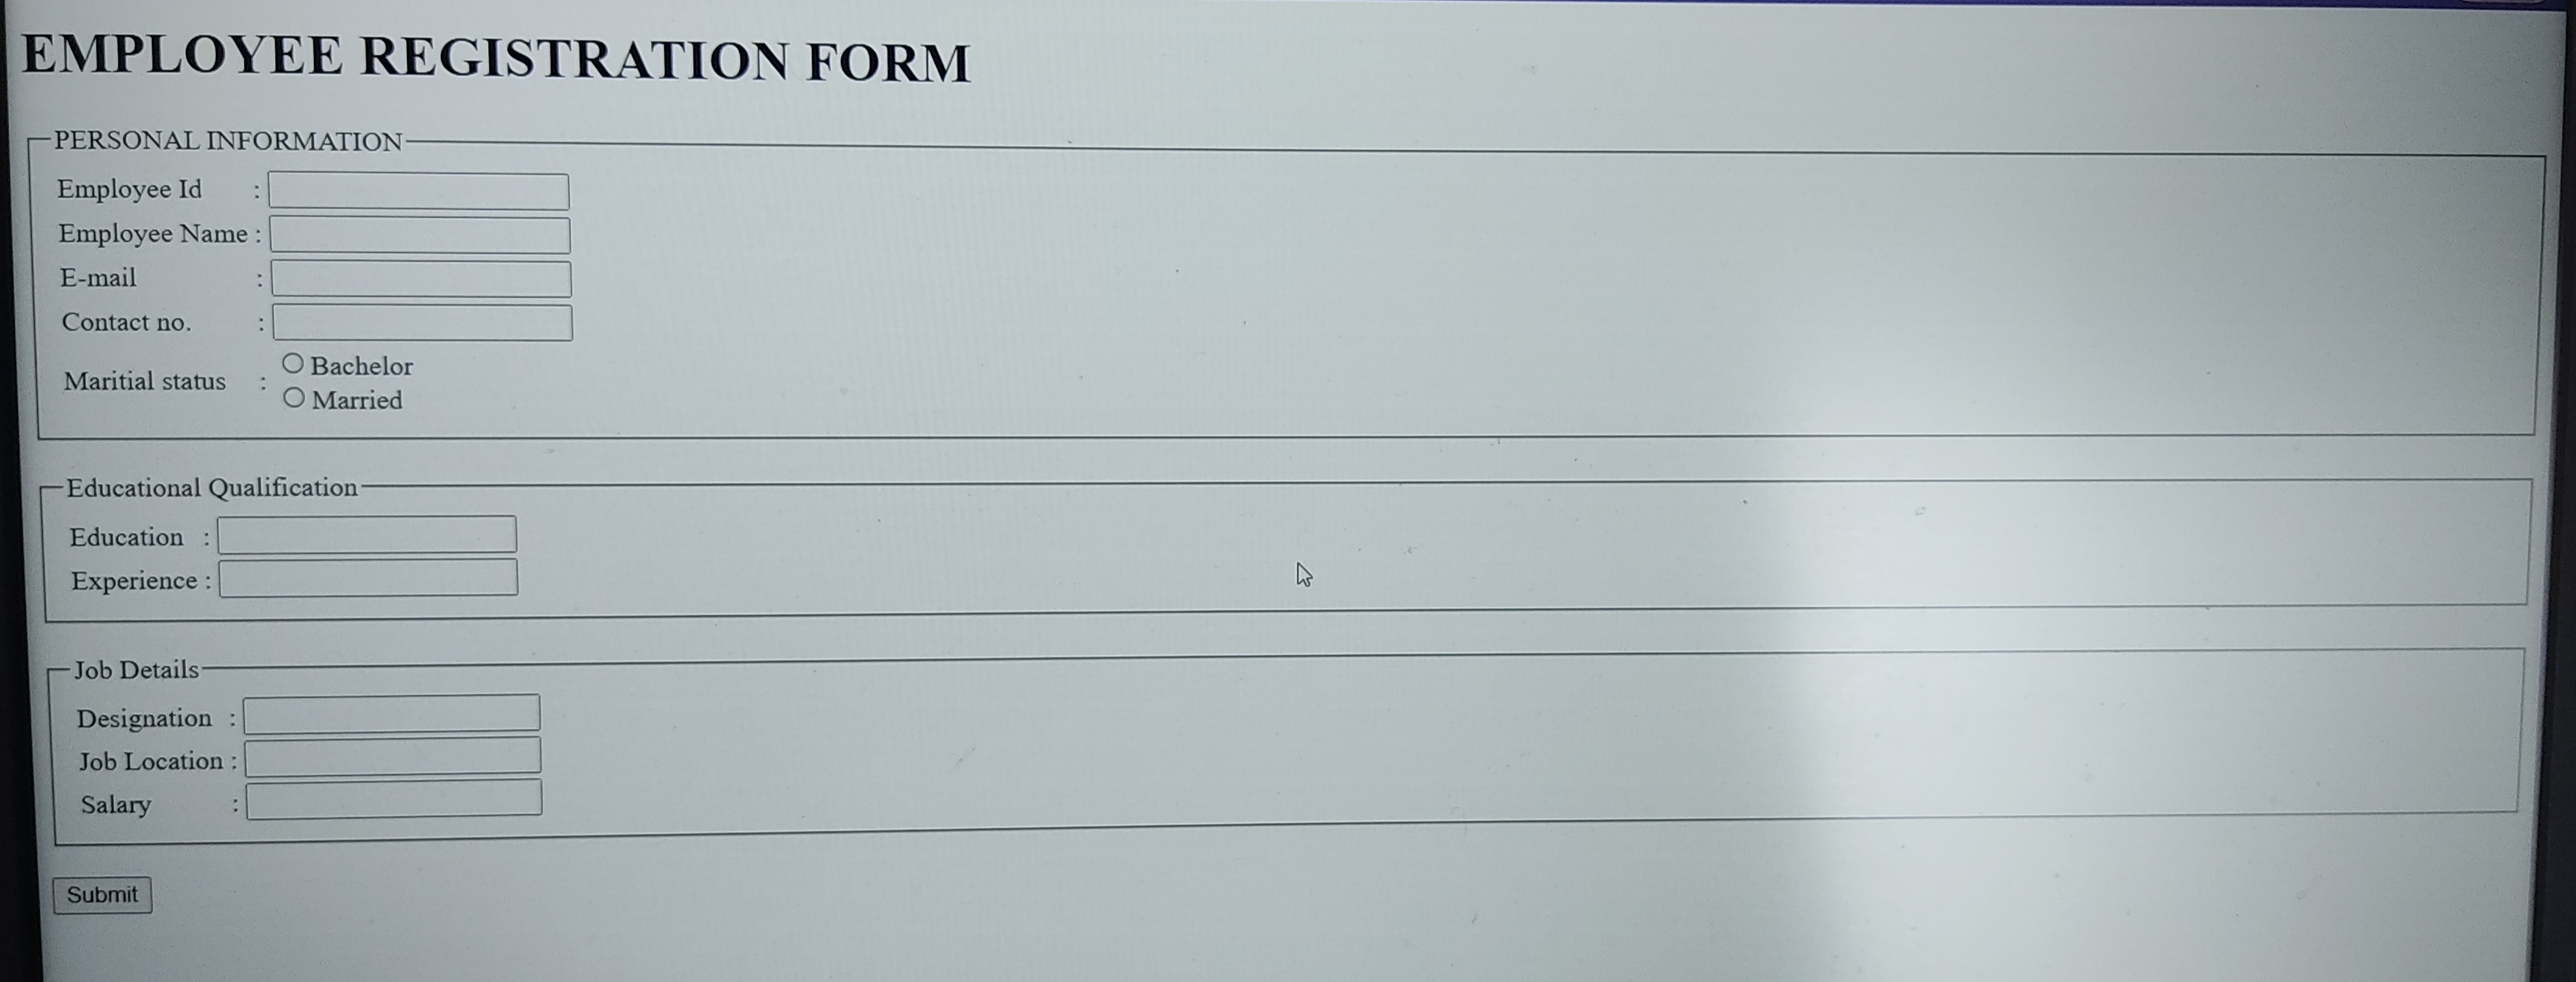 EMPLOYEE REGISTRATION FORM
PERSONAL INFORMATION
Employee Id :
Employee Name :
E-mail :
Contact no. :
Maritial status :
Bachelor
Married
Educational Qualification
Education :
Experience :
Job Details
Designation :
Job Location :
Salary :
Submit